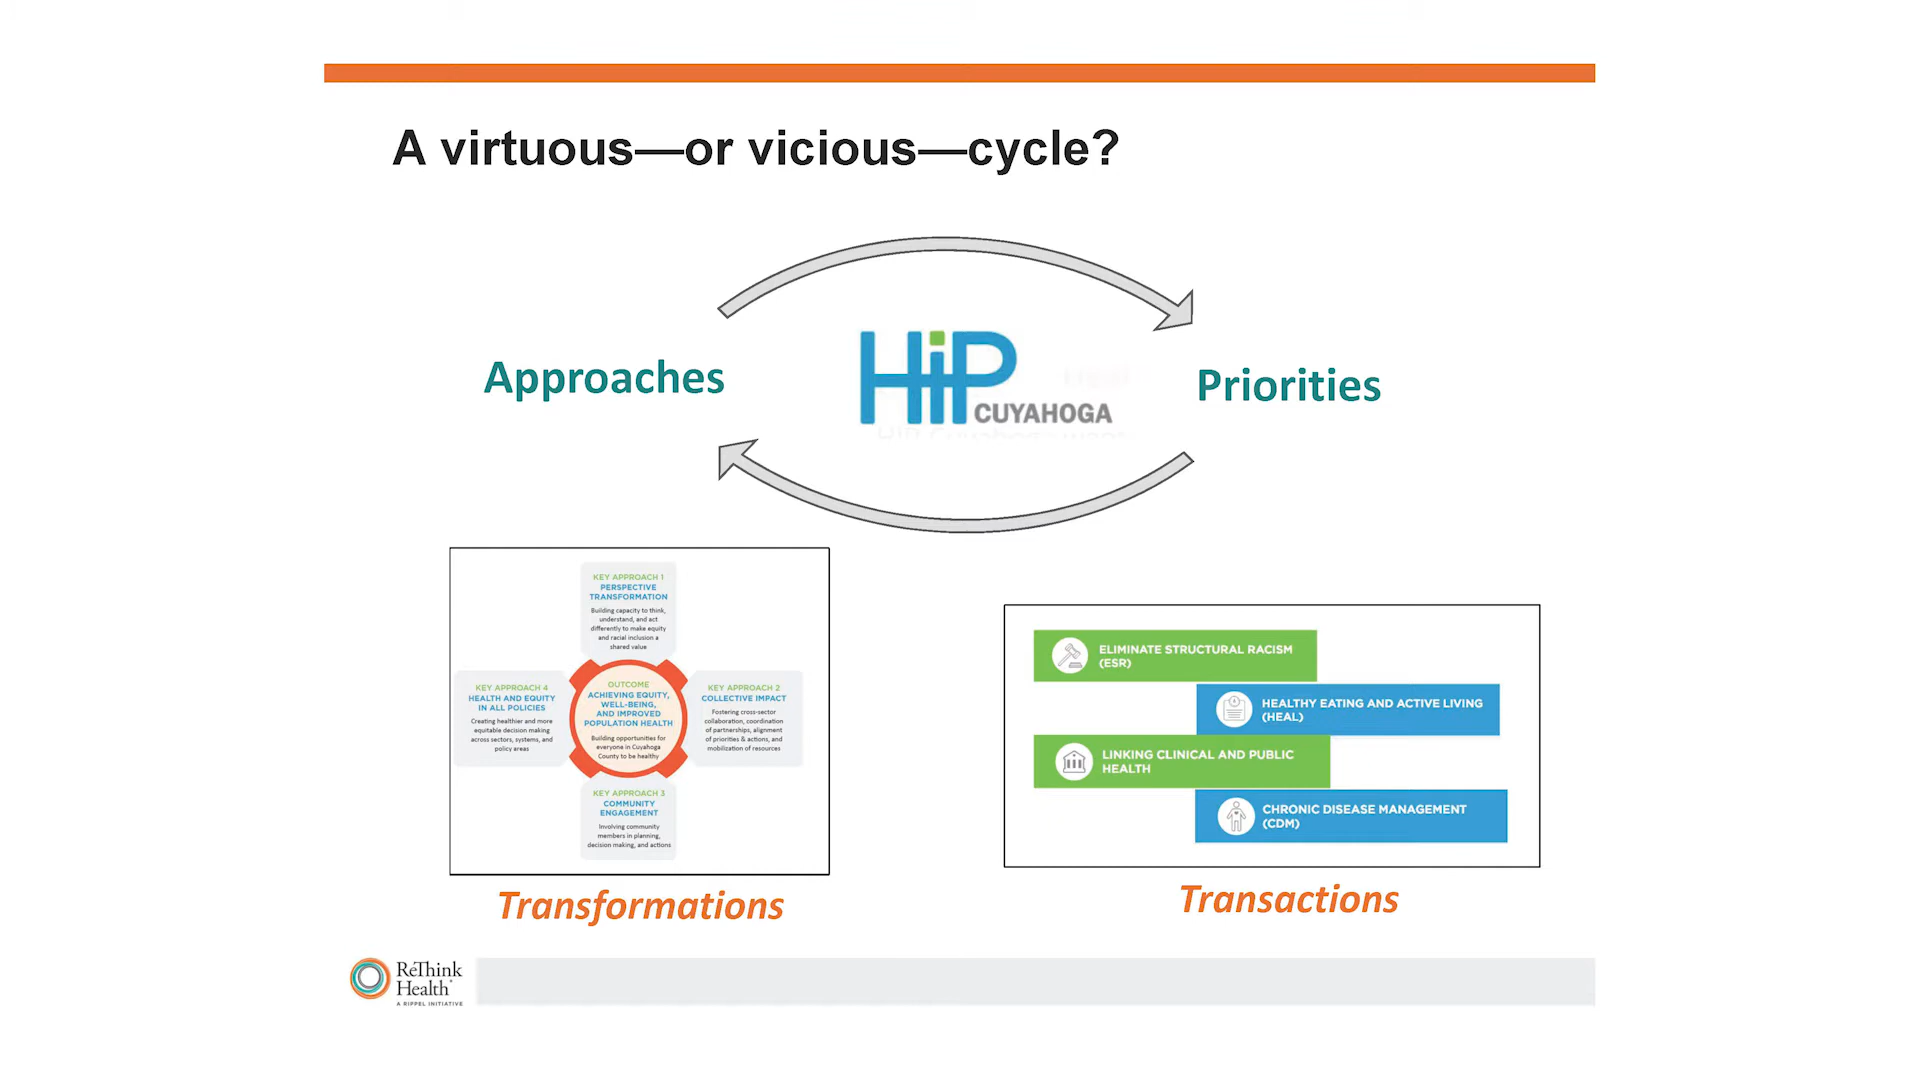 A virtuous—or vicious—cycle?
Approaches
HiP
CUYAHOGA
Priorities
KEY APPROACH 1
PERSPECTIVE
TRANSFORMATION
Building capacity to think,
understand, and act
differently to make equity
and racial inclusion a
shared value
KEY APPROACH 4
HEALTH AND EQUITY
IN ALL POLICIES
Creating healthier and more
equitable decision making
across sectors, systems, and
policy areas
OUTCOME
ACHIEVING EQUITY,
WELL-BEING,
AND IMPROVED
POPULATION HEALTH
Building opportunities for
everyone in Cuyahoga
County to be healthy
KEY APPROACH 2
COLLECTIVE IMPACT
Fostering cross-sector
collaboration, coordination
of partnerships, alignment
of priorities & actions, and
mobilization of resources
KEY APPROACH 3
COMMUNITY
ENGAGEMENT
Involving community
members in planning,
decision making, and actions
Transformations
ELIMINATE STRUCTURAL RACISM
(ESR)
HEALTHY EATING AND ACTIVE LIVING
(HEAL)
LINKING CLINICAL AND PUBLIC
HEALTH
CHRONIC DISEASE MANAGEMENT
(CDM)
Transactions
ReThink
Health
A RIPPEL INITIATIVE